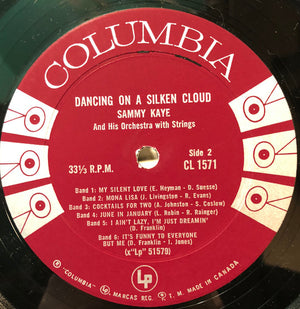 COLUMBIA
DANCING ON A SILKEN CLOUD
SAMMY KAYE
And His Orchestra with Strings
Side 2
33⅓ R.P.M.
CL 1571
Band 1: MY SILENT LOVE (E. Heyman - D. Suesse)
Band 2: MONA LISA (J. Livingston - R. Evans)
Band 3: COCKTAILS FOR TWO (A. Johnston - S. Coslow)
Band 4: JUNE IN JANUARY (L. Robin - R. Rainger)
Band 5: I AIN'T LAZY, I'M JUST DREAMIN'
(D. Franklin)
Band 6: IT'S FUNNY TO EVERYONE
BUT ME (D. Franklin - I. Jones)
(x"Lp" 51579)
LP
® "COLUMBIA" Ⓛ MARCAS REG. ® T. M. MADE IN CANADA